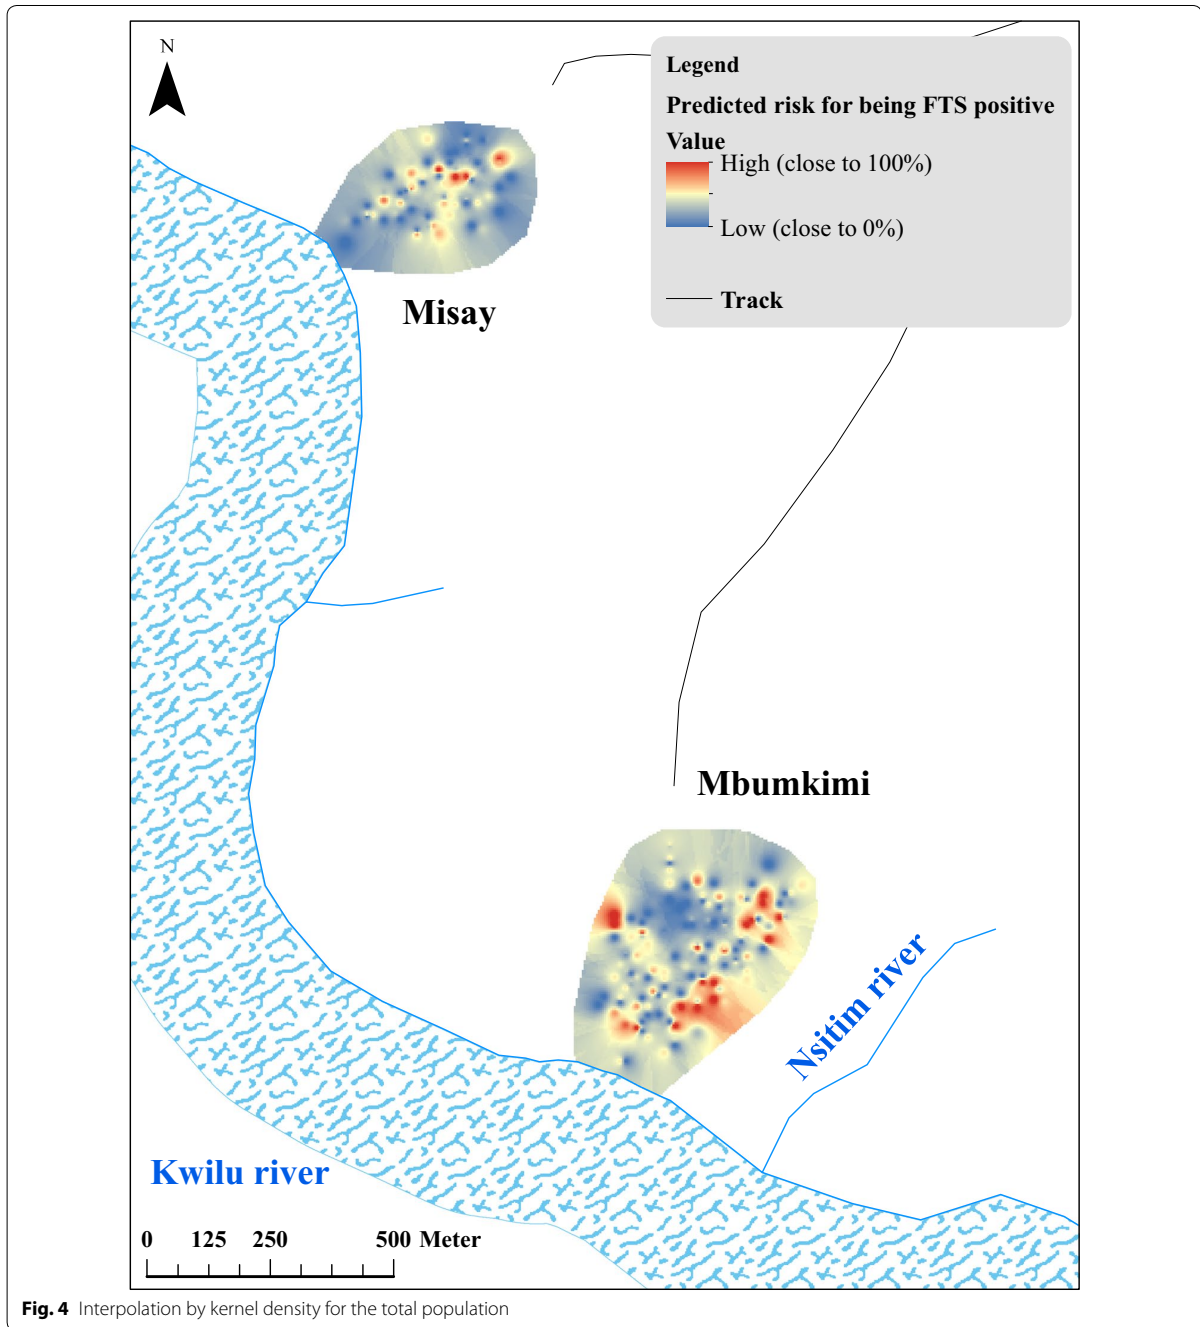 N
Legend
Predicted risk for being FTS positive
Value
High (close to 100%)
Low (close to 0%)
Track
Misay
Mbumkimi
Nsitim river
Kwilu river
0 125 250 500 Meter
Fig. 4 Interpolation by kernel density for the total population